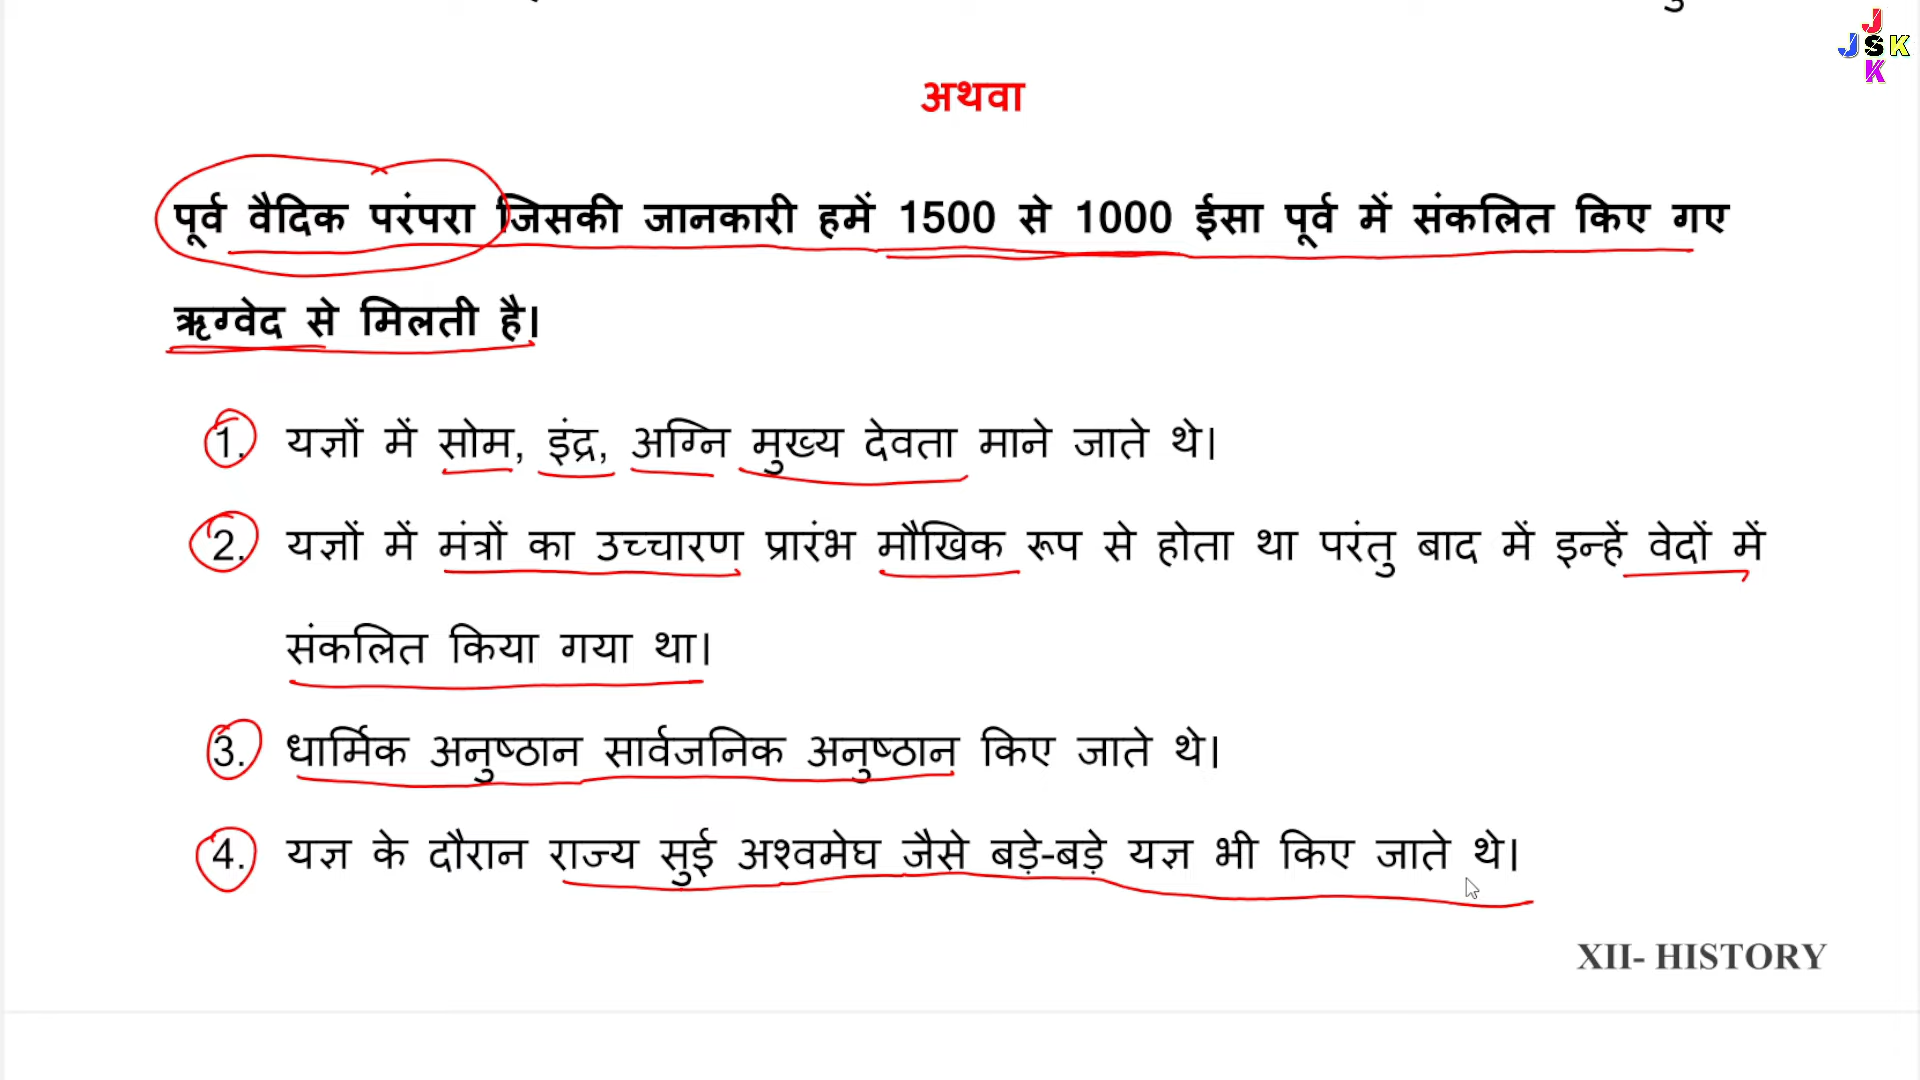 J
JSK
K
अथवा
पूर्व वैदिक परंपरा जिसकी जानकारी हमें 1500 से 1000 ईसा पूर्व में संकलित किए गए
ऋग्वेद से मिलती है।
1. यज्ञों में सोम, इंद्र, अग्नि मुख्य देवता माने जाते थे।
2. यज्ञों में मंत्रों का उच्चारण प्रारंभ मौखिक रूप से होता था परंतु बाद में इन्हें वेदों में
संकलित किया गया था।
3. धार्मिक अनुष्ठान सार्वजनिक अनुष्ठान किए जाते थे।
4. यज्ञ के दौरान राज्य सुई अश्वमेघ जैसे बड़े-बड़े यज्ञ भी किए जाते थे।
XII- HISTORY